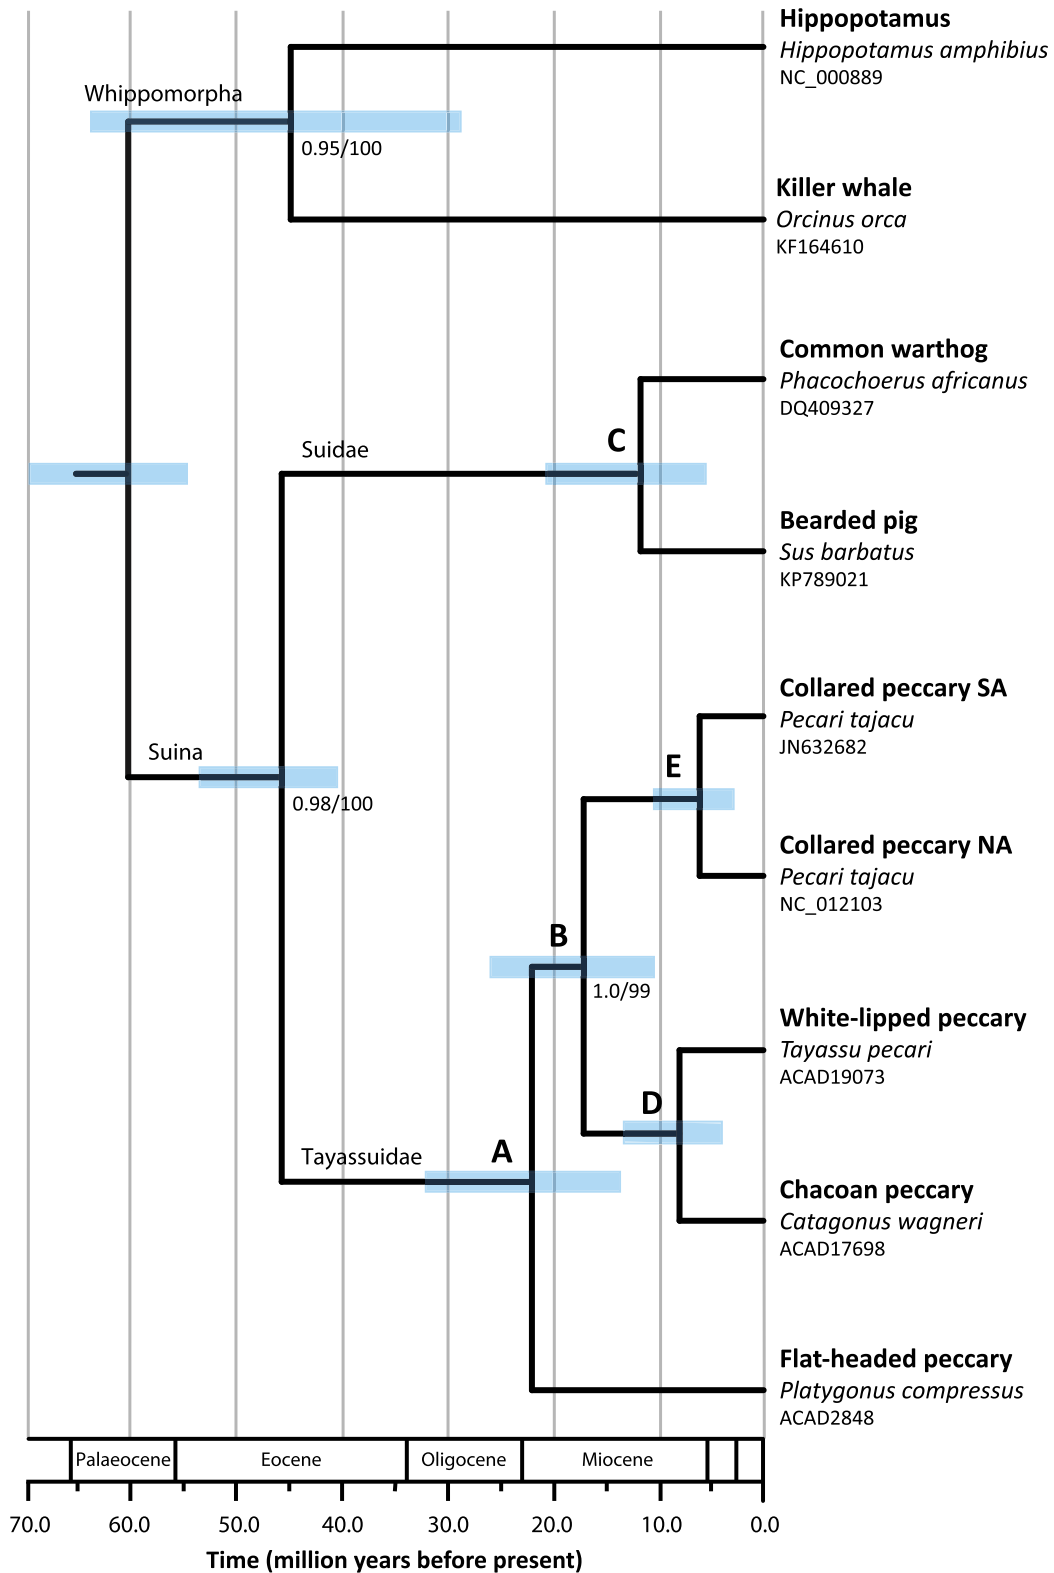 Hippopotamus
Hippopotamus amphibius
NC_000889
Whippomorpha
0.95/100
Killer whale
Orcinus orca
KF164610
Common warthog
Phacochoerus africanus
DQ409327
C
Suidae
Bearded pig
Sus barbatus
KP789021
Collared peccary SA
Pecari tajacu
JN632682
Suina
E
0.98/100
Collared peccary NA
Pecari tajacu
NC_012103
B
1.0/99
White-lipped peccary
Tayassu pecari
ACAD19073
D
A
Tayassuidae
Chacoan peccary
Catagonus wagneri
ACAD17698
Flat-headed peccary
Platygonus compressus
ACAD2848
Palaeocene Eocene Oligocene Miocene
70.0 60.0 50.0 40.0 30.0 20.0 10.0 0.0
Time (million years before present)